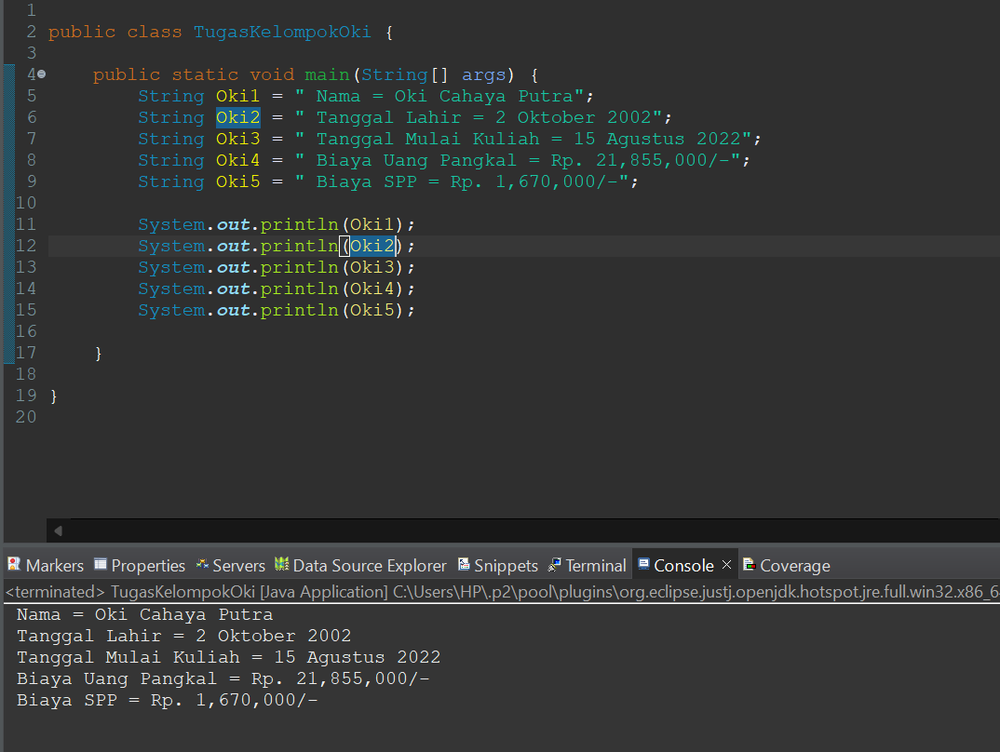 1
2 public class TugasKelompokOki {
3
4 public static void main(String[] args) {
5 String Oki1 = " Nama = Oki Cahaya Putra";
6 String Oki2 = " Tanggal Lahir = 2 Oktober 2002";
7 String Oki3 = " Tanggal Mulai Kuliah = 15 Agustus 2022";
8 String Oki4 = " Biaya Uang Pangkal = Rp. 21,855,000/-";
9 String Oki5 = " Biaya SPP = Rp. 1,670,000/-";
10
11 System.out.println(Oki1);
12 System.out.println(Oki2);
13 System.out.println(Oki3);
14 System.out.println(Oki4);
15 System.out.println(Oki5);
16
17 }
18
19 }
20
Markers Properties Servers Data Source Explorer Snippets Terminal Console × Coverage
<terminated> TugasKelompokOki [Java Application] C:\Users\HP\.p2\pool\plugins\org.eclipse.justj.openjdk.hotspot.jre.full.win32.x86_6
Nama = Oki Cahaya Putra
Tanggal Lahir = 2 Oktober 2002
Tanggal Mulai Kuliah = 15 Agustus 2022
Biaya Uang Pangkal = Rp. 21,855,000/-
Biaya SPP = Rp. 1,670,000/-